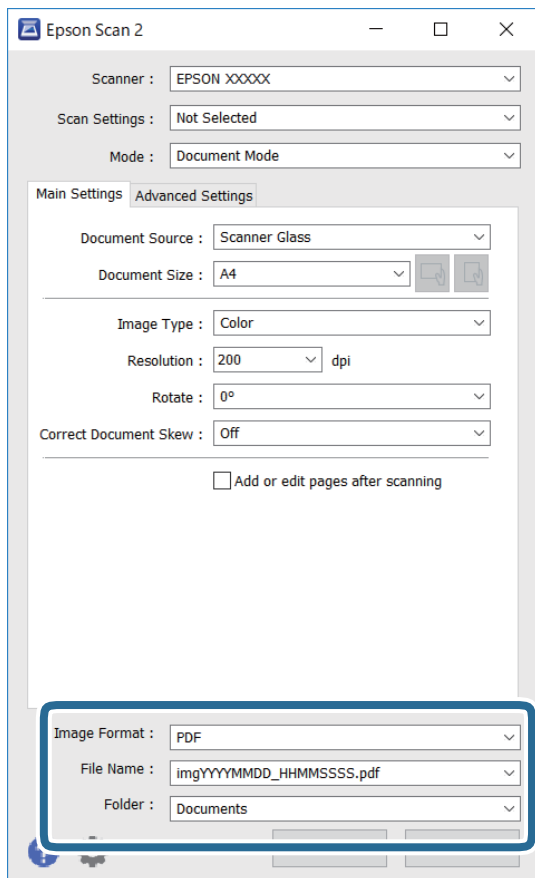 Epson Scan 2
Scanner : EPSON XXXXX
Scan Settings : Not Selected
Mode : Document Mode
Main Settings Advanced Settings
Document Source : Scanner Glass
Document Size : A4
Image Type : Color
Resolution : 200 dpi
Rotate : 0°
Correct Document Skew : Off
Add or edit pages after scanning
Image Format : PDF
File Name : imgYYYYMMDD_HHMMSSSS.pdf
Folder : Documents